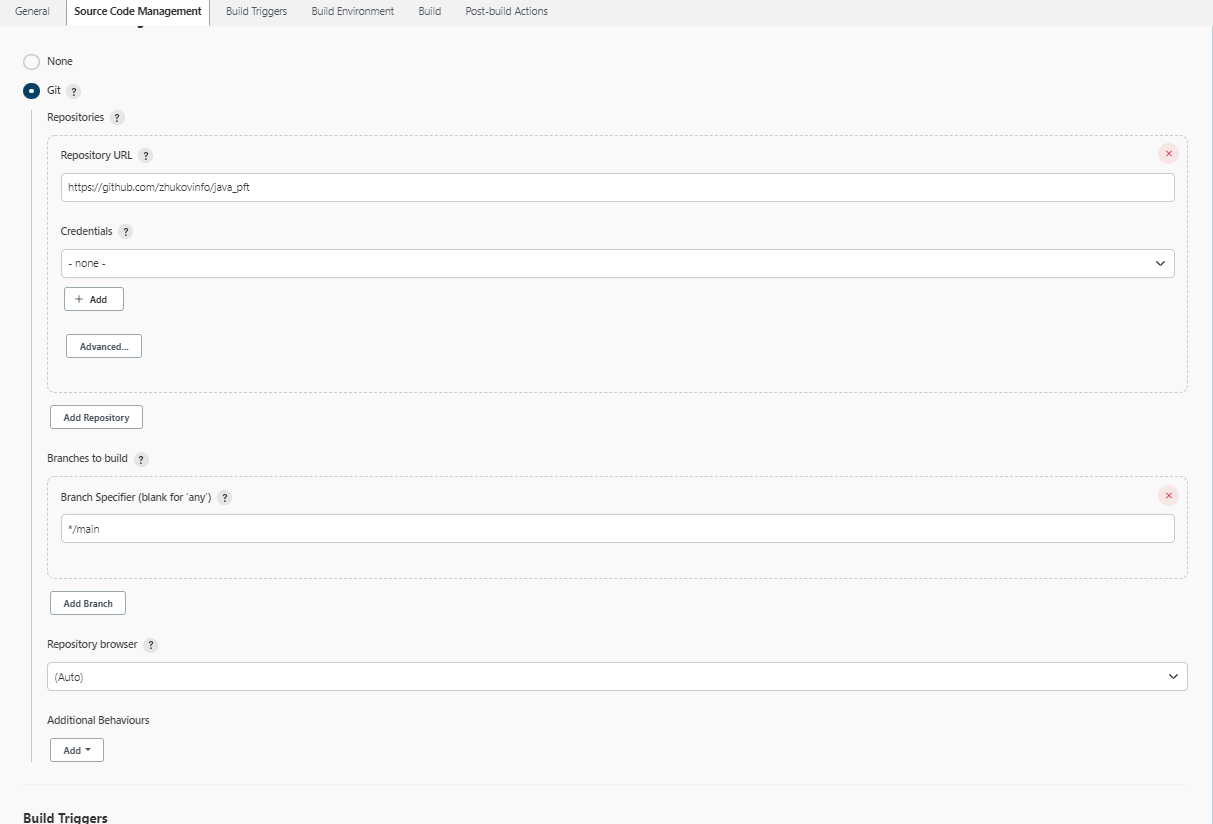 General Source Code Management Build Triggers Build Environment Build Post-build Actions
None
Git ?
Repositories ?
Repository URL ?
https://github.com/zhukovinfo/java_pft
Credentials ?
- none -
+ Add
Advanced...
Add Repository
Branches to build ?
Branch Specifier (blank for 'any') ?
*/main
Add Branch
Repository browser ?
(Auto)
Additional Behaviours
Add
Build Triggers